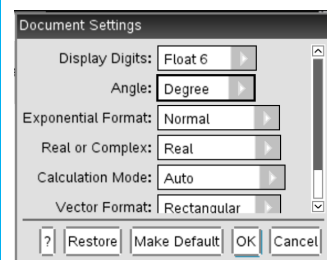 Document Settings
Display Digits: Float 6
Angle: Degree
Exponential Format: Normal
Real or Complex: Real
Calculation Mode: Auto
Vector Format: Rectangular
? Restore Make Default OK Cancel